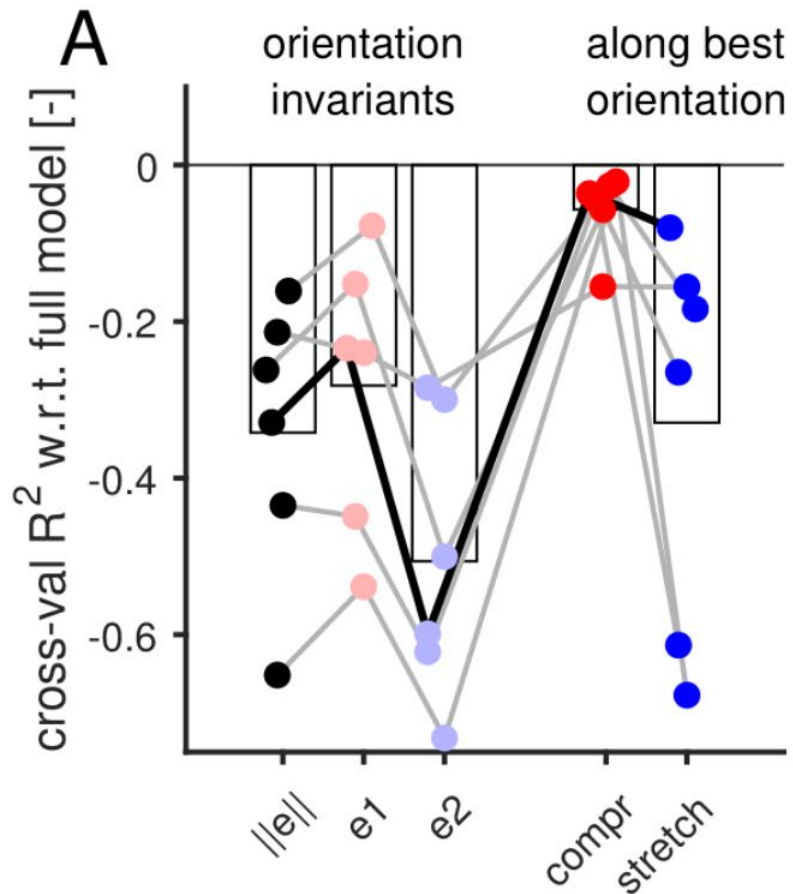 A
orientation
invariants
along best
orientation
cross-val R² w.r.t. full model [-]
0
-0.2
-0.4
-0.6
||e||
e1
e2
compr
stretch